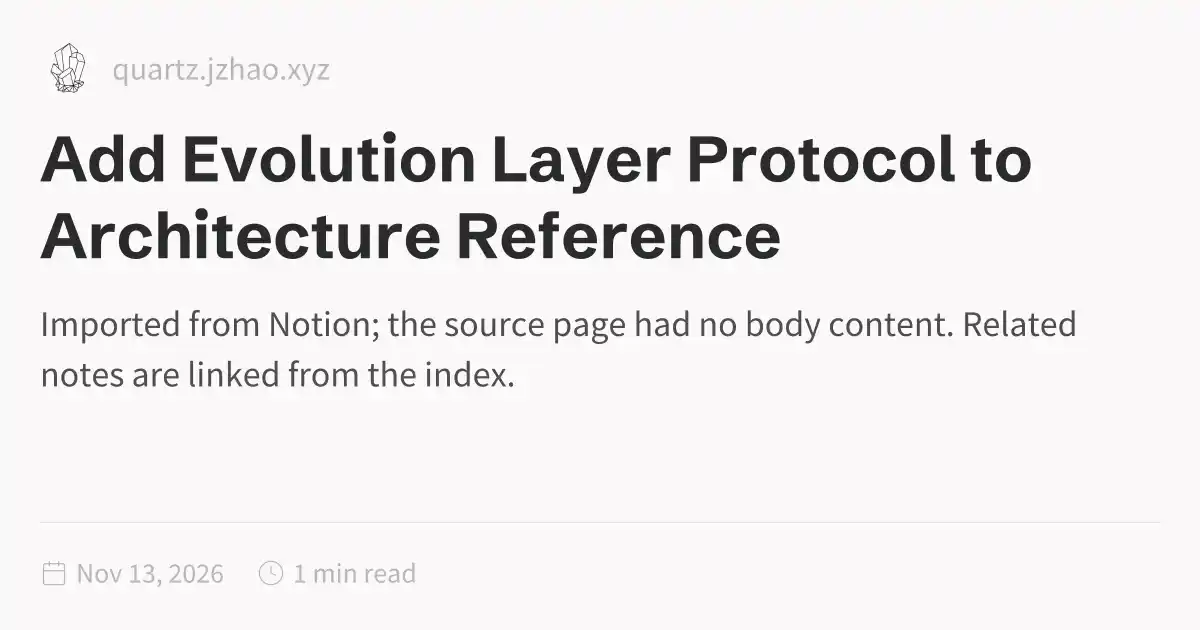 quartz.jzhao.xyz
Add Evolution Layer Protocol to
Architecture Reference
Imported from Notion; the source page had no body content. Related
notes are linked from the index.
Nov 13, 2026 1 min read